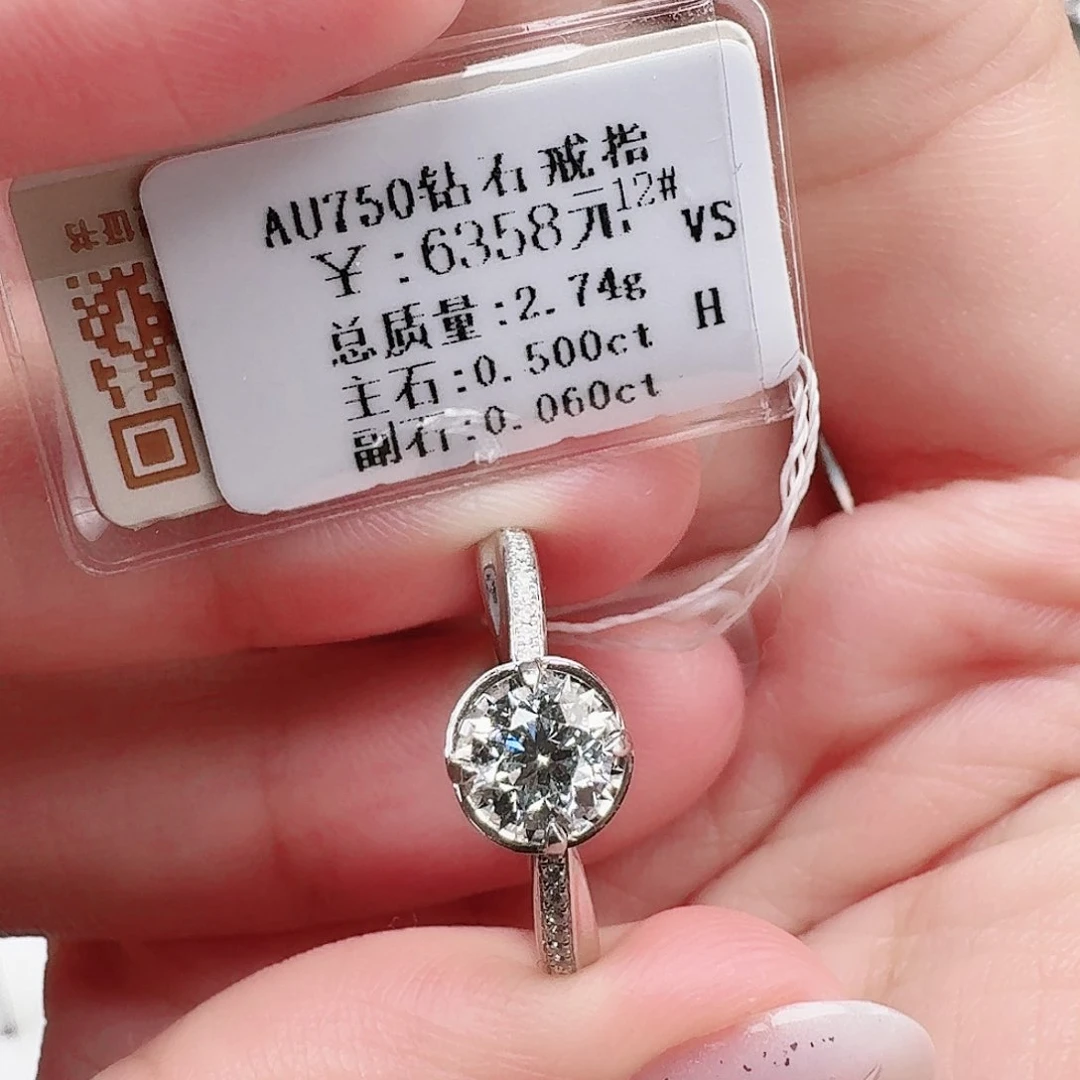 AU750钻石戒指
12#
￥:6358元
VS
总质量:2.74g
H
主石:0.500ct
副石:0.060ct